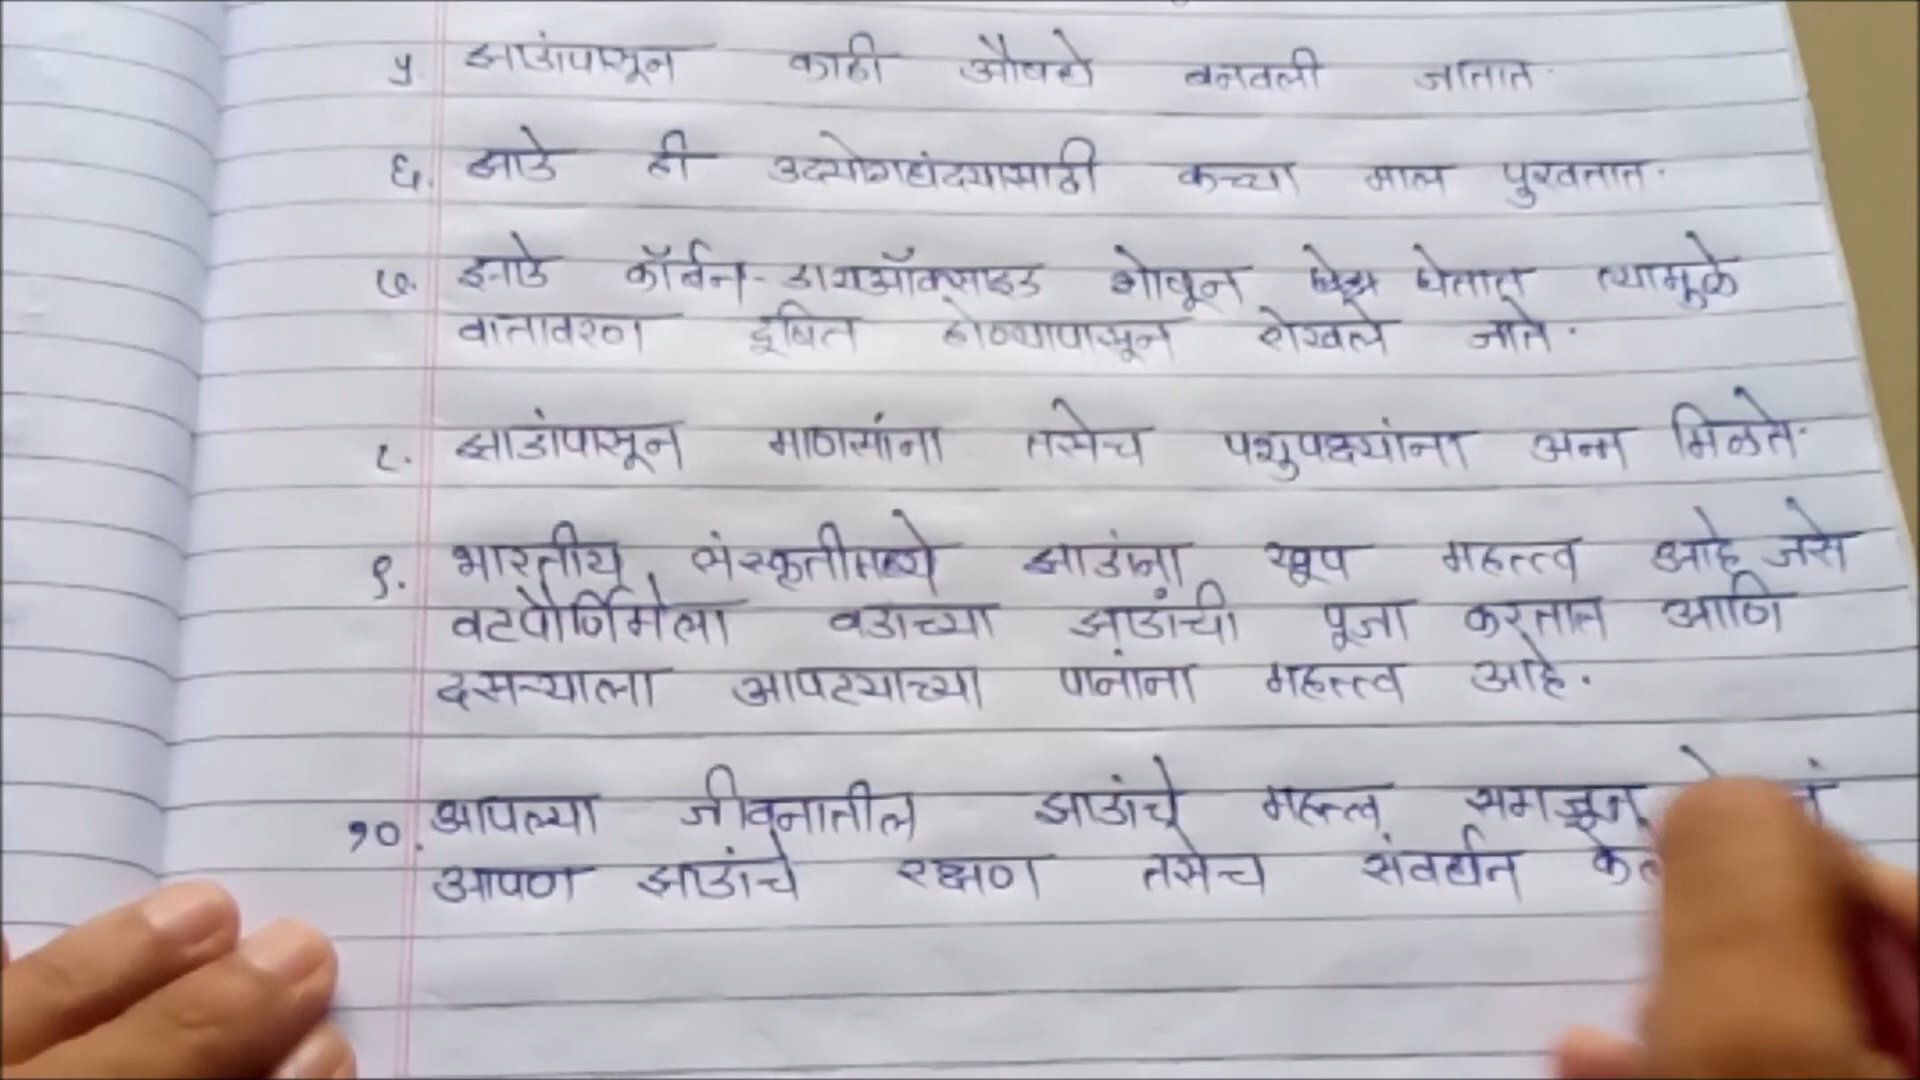 ५. झाडांपासून काही औषधे बनवली जातात.
६. झाडे ही उद्योगधंद्यासाठी कच्चा माल पुरवतात.
७. झाडे कॉर्बन-डायऑक्साइड शोषून घेतात त्यामुळे
वातावरण दूषित होण्यापासून रोखले जाते.
८. झाडांपासून माणसांना तसेच पशुपक्ष्यांना अन्न मिळते.
९. भारतीय संस्कृतीमध्ये झाडांना खूप महत्त्व आहे जसे
वटपौर्णिमेला वडाच्या झाडांची पूजा करतात आणि
दसऱ्याला आपट्याच्या पानांना महत्त्व आहे.
१०. आपल्या जीवनातील झाडांचे महत्त्व समजून
आपण झाडांचे रक्षण तसेच संवर्धन